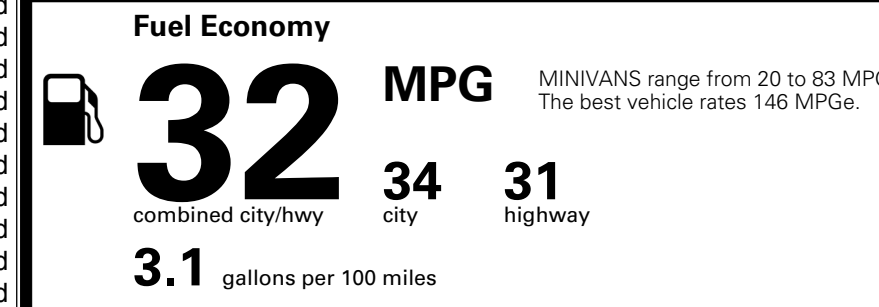 Fuel Economy
32
MPG
MINIVANS range from 20 to 83 MPG
The best vehicle rates 146 MPGe.
34
31
combined city/hwy
city
highway
3.1 gallons per 100 miles
d
d
d
d
d
d
d
d
d
d